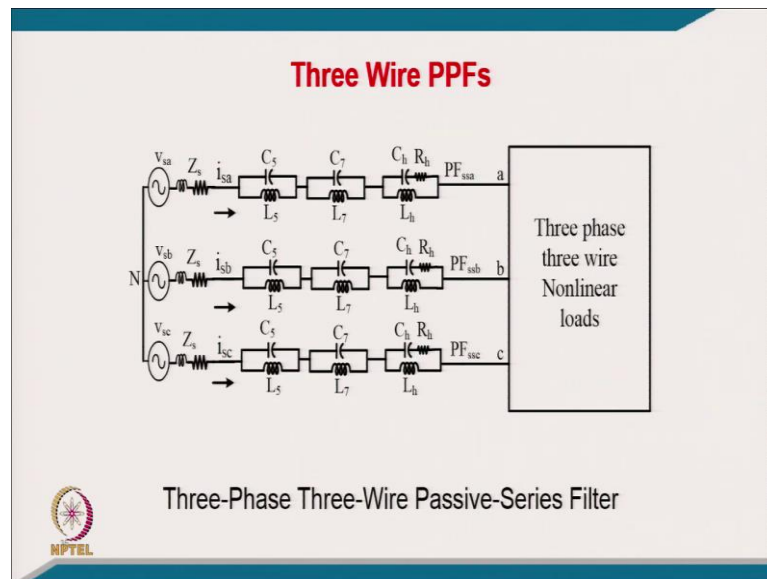 Three Wire PPFs
v_sa Z_s i_sa C_5 C_7 C_h R_h PF_ssa a
L_5 L_7 L_h
Three phase
three wire
Nonlinear
loads
v_sb Z_s i_sb C_5 C_7 C_h R_h PF_ssb b
N
L_5 L_7 L_h
v_sc Z_s i_sc C_5 C_7 C_h R_h PF_ssc c
L_5 L_7 L_h
Three-Phase Three-Wire Passive-Series Filter
NPTEL